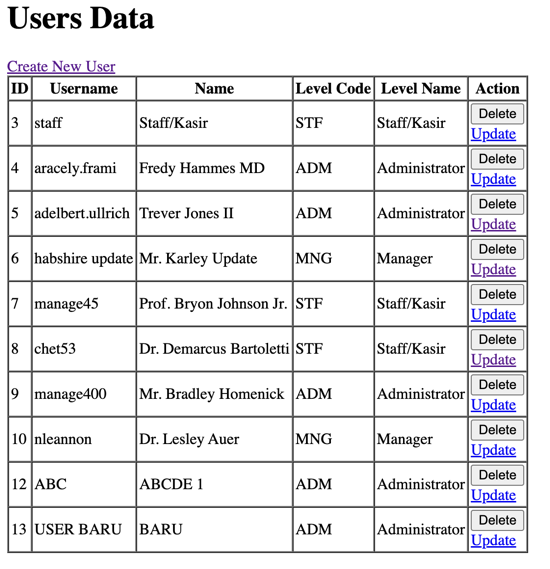 Users Data
Create New User
ID Username Name Level Code Level Name Action
3 staff Staff/Kasir STF Staff/Kasir Delete
Update
4 aracely.frami Fredy Hammes MD ADM Administrator Delete
Update
5 adelbert.ullrich Trever Jones II ADM Administrator Delete
Update
6 habshire update Mr. Karley Update MNG Manager Delete
Update
7 manage45 Prof. Bryon Johnson Jr. STF Staff/Kasir Delete
Update
8 chet53 Dr. Demarcus Bartoletti STF Staff/Kasir Delete
Update
9 manage400 Mr. Bradley Homenick ADM Administrator Delete
Update
10 nleannon Dr. Lesley Auer MNG Manager Delete
Update
12 ABC ABCDE 1 ADM Administrator Delete
Update
13 USER BARU BARU ADM Administrator Delete
Update